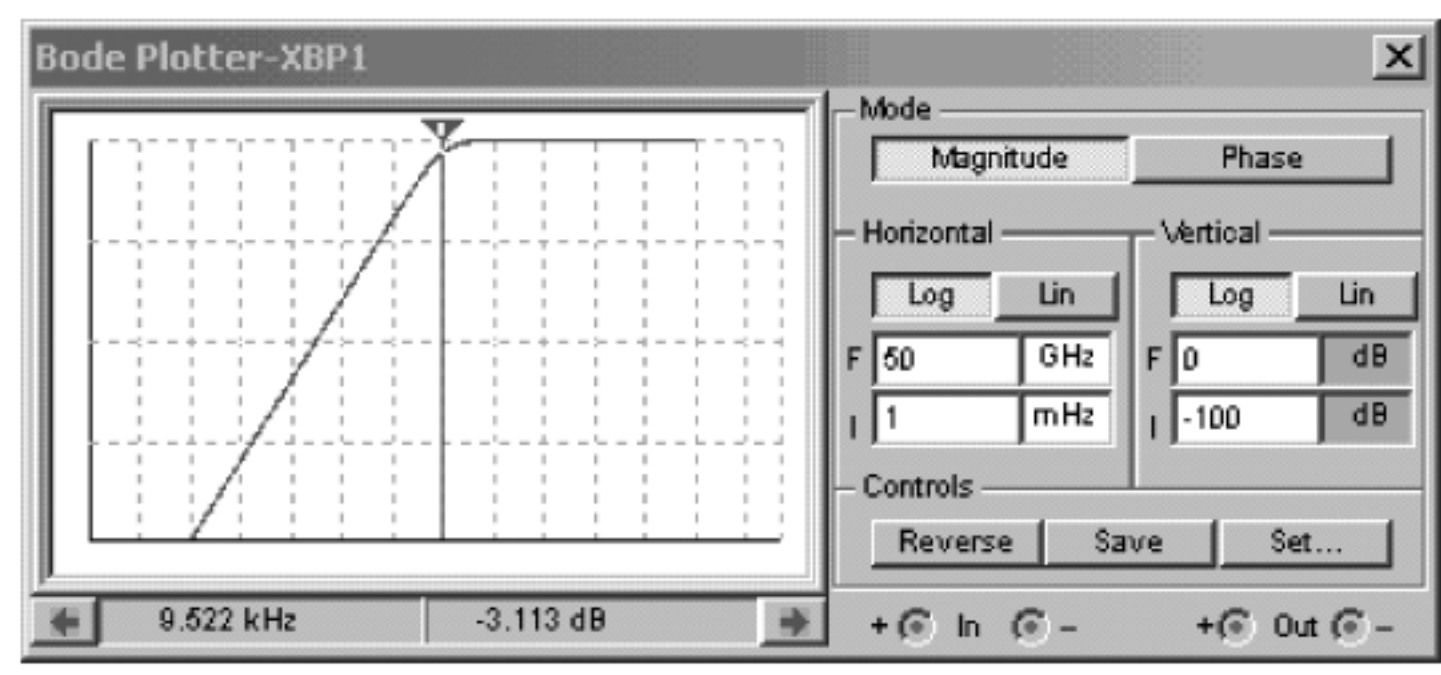 Bode Plotter-XBP1
Mode
Magnitude Phase
Horizontal Vertical
Log Lin Log Lin
F 50 GHz F 0 dB
I 1 mHz I -100 dB
Controls
Reverse Save Set...
9.522 kHz -3.113 dB + In - + Out -